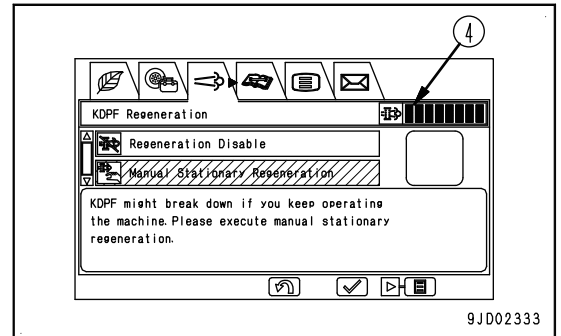 4
KDPF Regeneration
Regeneration Disable
Manual Stationary Regeneration
KDPF might break down if you keep operating
the machine. Please execute manual stationary
regeneration.
9JD02333